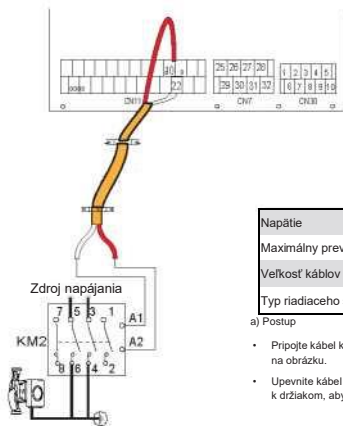 25 26 27 28
1 2 3 4 5
22
29 30 31 32
6 7 8 9 10
CN11
CN7
CN30
Napätie
Maximálny
Veľkosť káblov
Typ riadiaceho
a) Postup
• Pripojte kábel k
na obrázku.
• Upevnite kábel
k držiakom, aby
Zdroj napájania
7 5 3 1
A1
KM2
A2
8 6 4 2